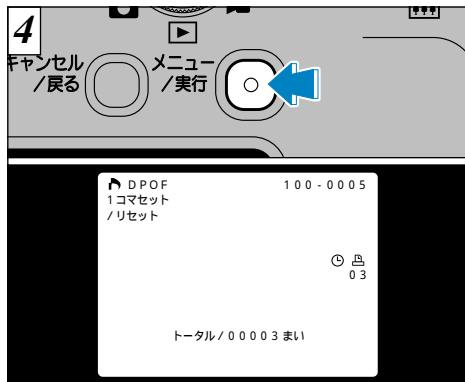 4
キャンセル
/戻る
メニュー
/実行
DPOF 100-0005
1コマセット
/リセット
03
トータル/00003まい